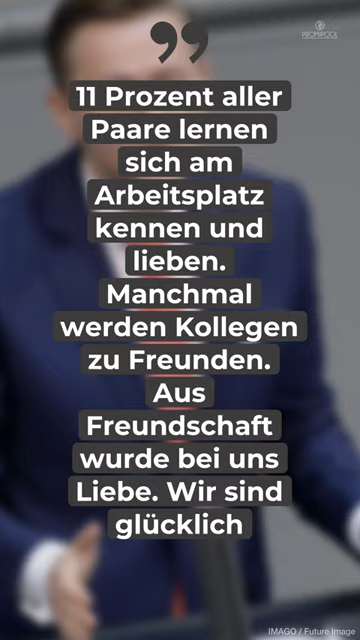 PROMIPOOL
11 Prozent aller
Paare lernen
sich am
Arbeitsplatz
kennen und
lieben.
Manchmal
werden Kollegen
zu Freunden.
Aus
Freundschaft
wurde bei uns
Liebe. Wir sind
glücklich
IMAGO / Future Image